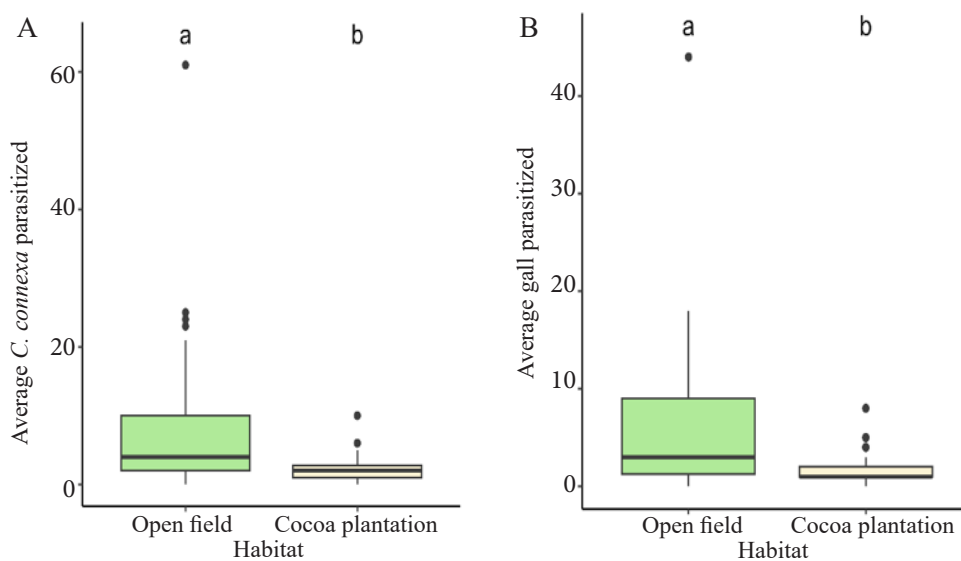 A
a
b
60
40
20
0
Average C. connexa parasitized
Open field
Cocoa plantation
Habitat
B
a
b
40
30
20
10
0
Average gall parasitized
Open field
Cocoa plantation
Habitat